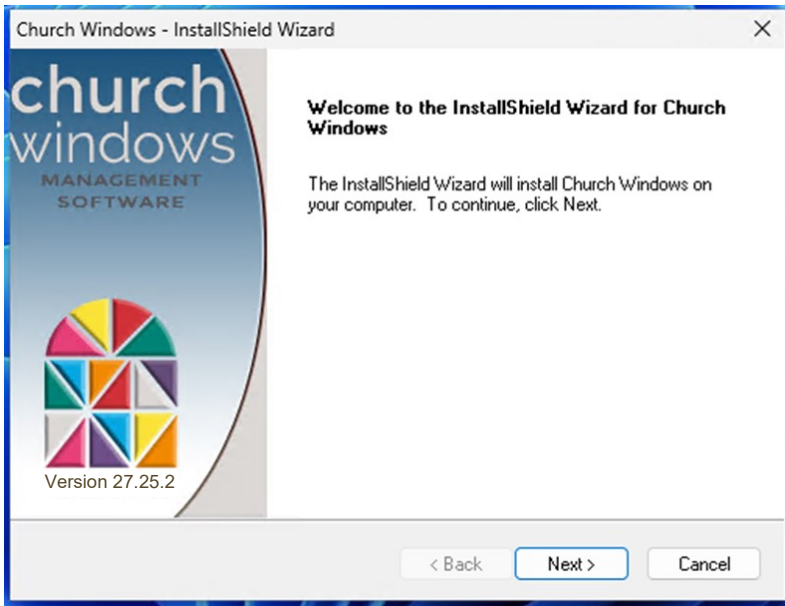 Church Windows - InstallShield Wizard
church
windows
MANAGEMENT
SOFTWARE
Version 27.25.2
Welcome to the InstallShield Wizard for Church
Windows
The InstallShield Wizard will install Church Windows on
your computer. To continue, click Next.
< Back
Next >
Cancel